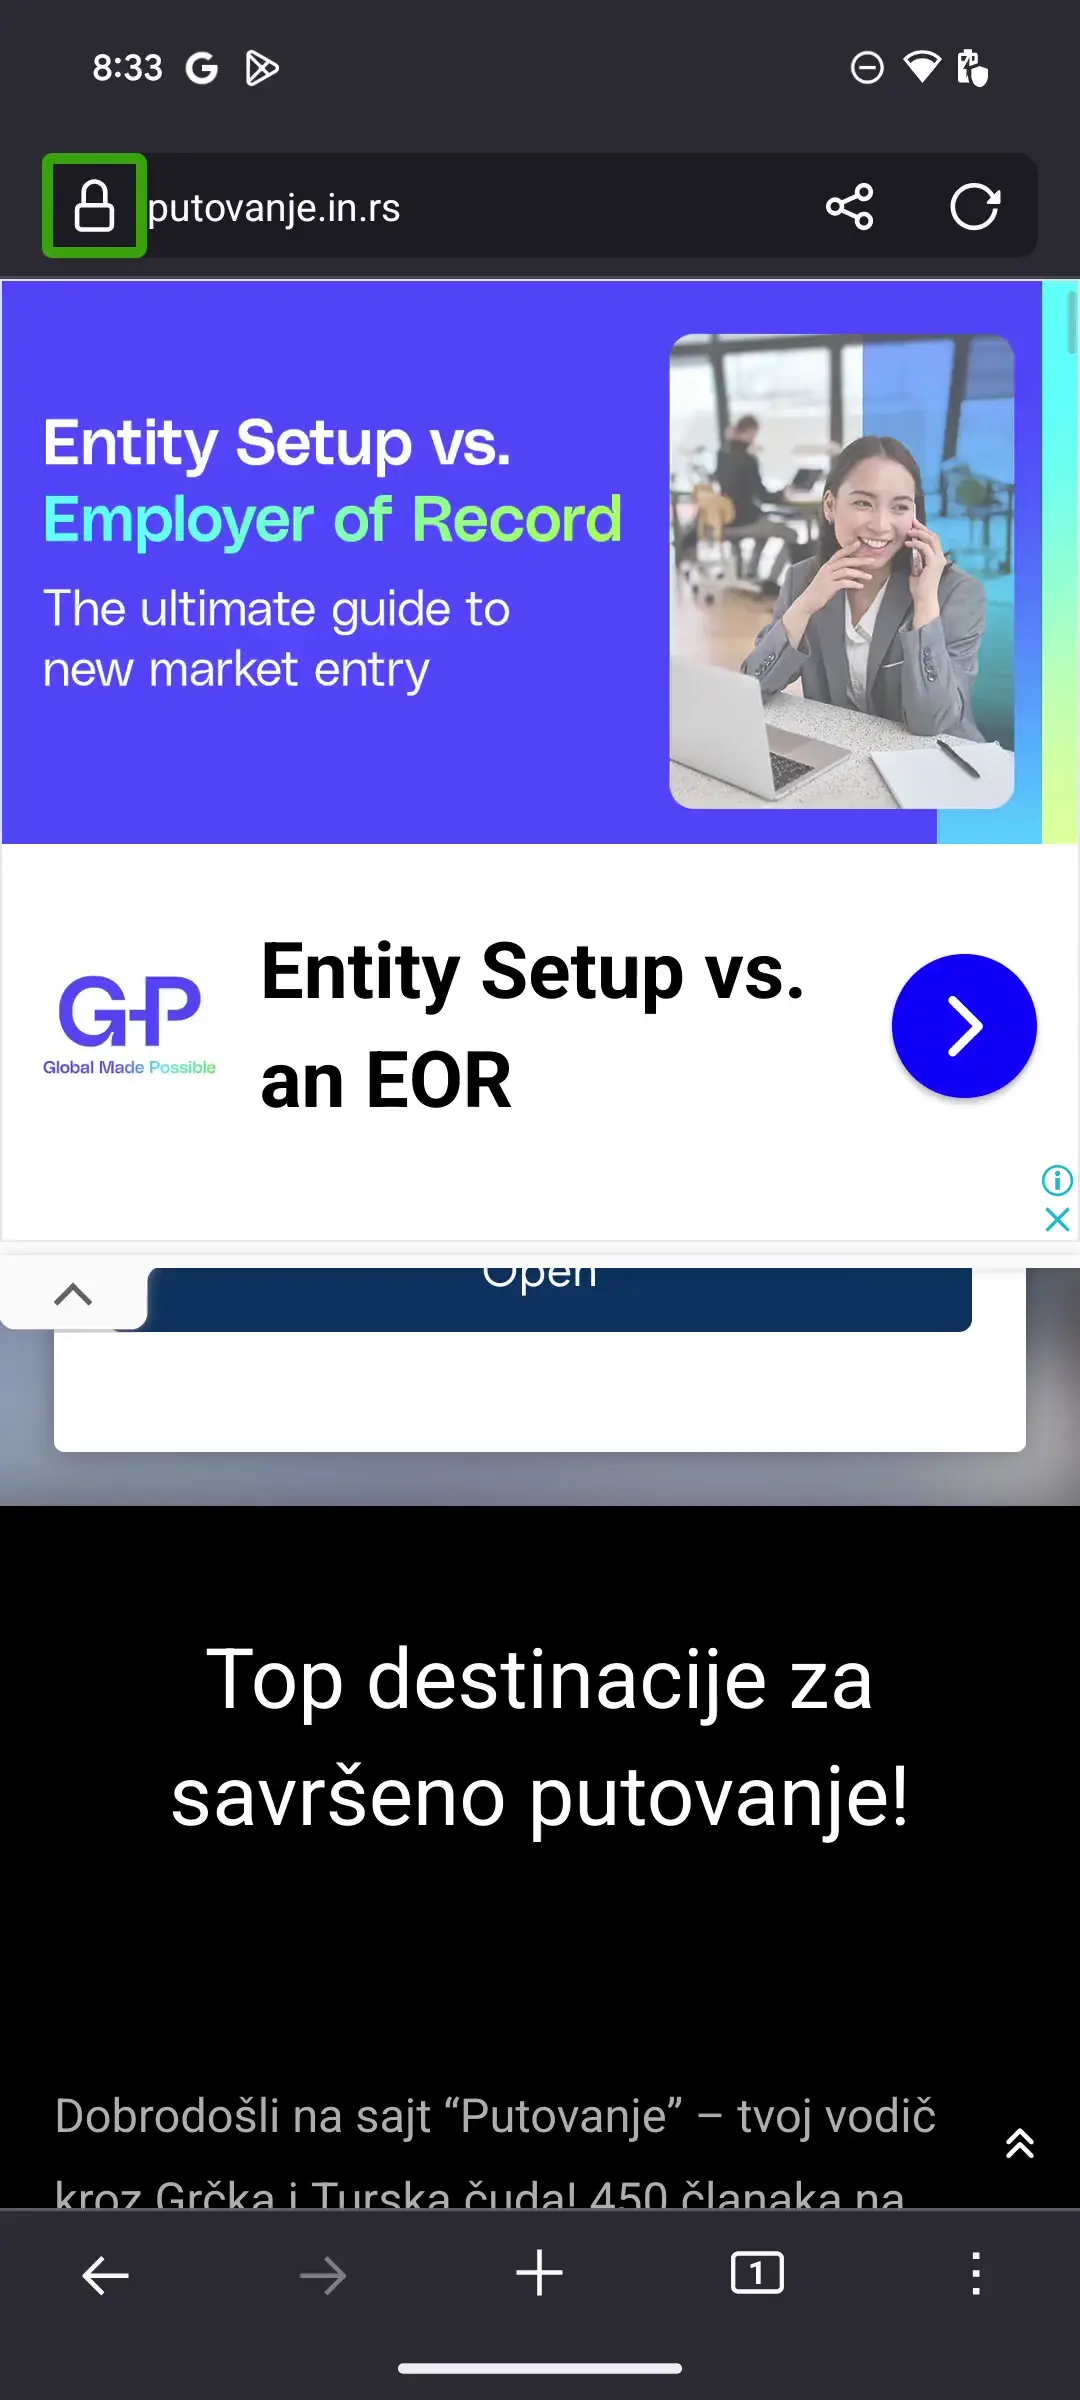 8:33
putovanje.in.rs
Entity Setup vs.
Employer of Record
The ultimate guide to
new market entry
GP
Global Made Possible
Entity Setup vs.
an EOR
Open
Top destinacije za
savršeno putovanje!
Dobrodošli na sajt “Putovanje” – tvoj vodič
kroz Grčka i Turska čuda! 450 članaka na
1